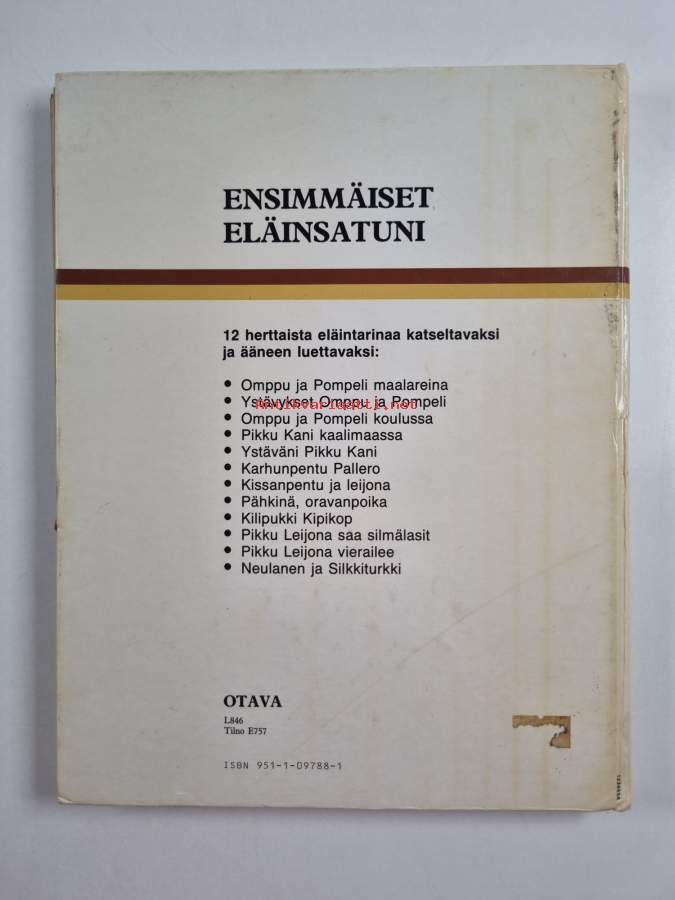 ENSIMMÄISET
ELÄINSATUNI
12 herttaista eläintarinaa katseltavaksi
ja ääneen luettavaksi:
• Omppu ja Pompeli maalareina
• Ystävykset Omppu ja Pompeli
Antikvariaatti.net
• Omppu ja Pompeli koulussa
• Pikku Kani kaalimaassa
• Ystäväni Pikku Kani
• Karhunpentu Pallero
• Kissanpentu ja leijona
• Pähkinä, oravanpoika
• Kilipukki Kipikop
• Pikku Leijona saa silmälasit
• Pikku Leijona vierailee
• Neulanen ja Silkkiturkki
OTAVA
L846
Tilno E757
ISBN 951-1-09788-1